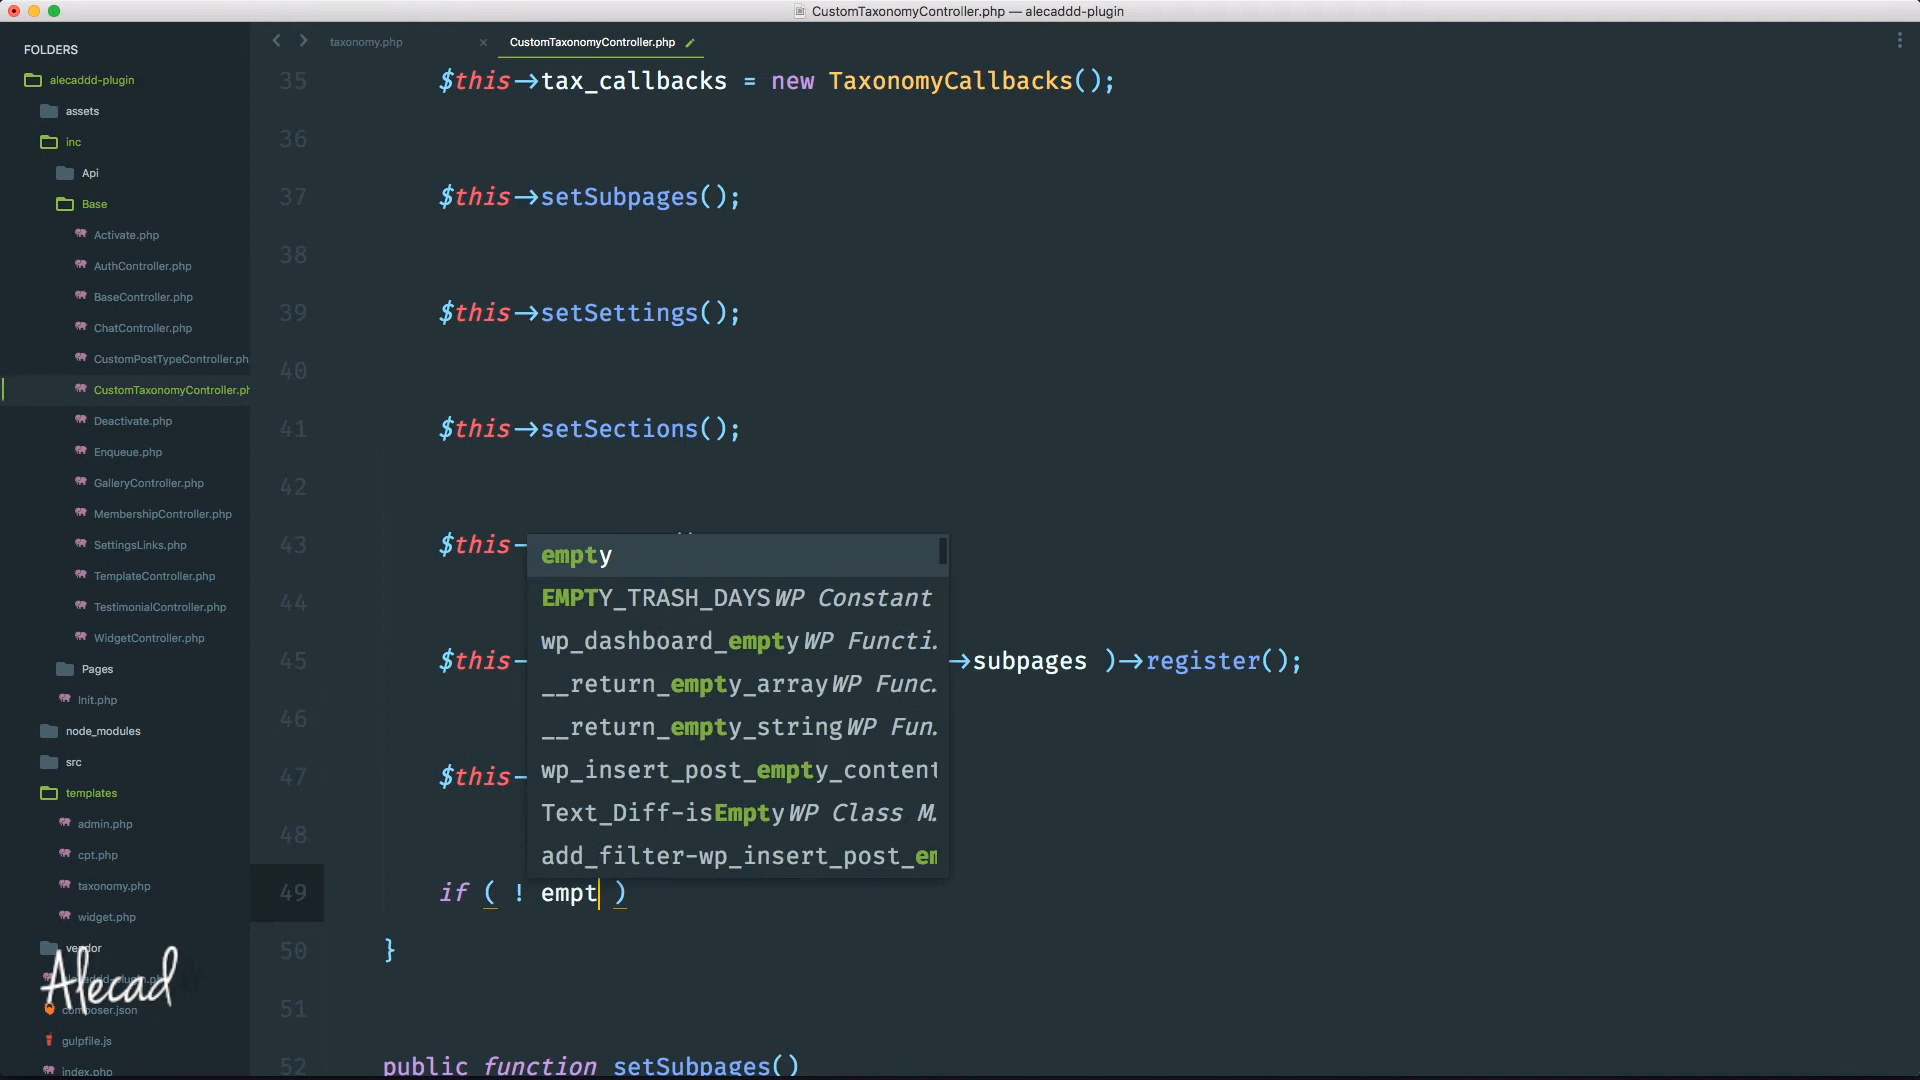 CustomTaxonomyController.php — alecaddd-plugin
FOLDERS
alecaddd-plugin
assets
inc
Api
Base
Activate.php
AuthController.php
BaseController.php
ChatController.php
CustomPostTypeController.ph
CustomTaxonomyController.ph
Deactivate.php
Enqueue.php
GalleryController.php
MembershipController.php
SettingsLinks.php
TemplateController.php
TestimonialController.php
WidgetController.php
Pages
Init.php
node_modules
src
templates
admin.php
cpt.php
taxonomy.php
widget.php
vendor
Alecad
composer.json
gulpfile.js
index.php
taxonomy.php
CustomTaxonomyController.php
35 $this→tax_callbacks = new TaxonomyCallbacks();
36
37 $this→setSubpages();
38
39 $this→setSettings();
40
41 $this→setSections();
42
43 $this-
44
45 $this- →subpages )→register();
46
47 $this-
48
49 if ( ! empt )
50 }
51
52 public function setSubpages()
empty
EMPTY_TRASH_DAYS WP Constant
wp_dashboard_empty WP Functi.
__return_empty_array WP Func.
__return_empty_string WP Fun.
wp_insert_post_empty_content
Text_Diff-isEmpty WP Class M.
add_filter-wp_insert_post_em